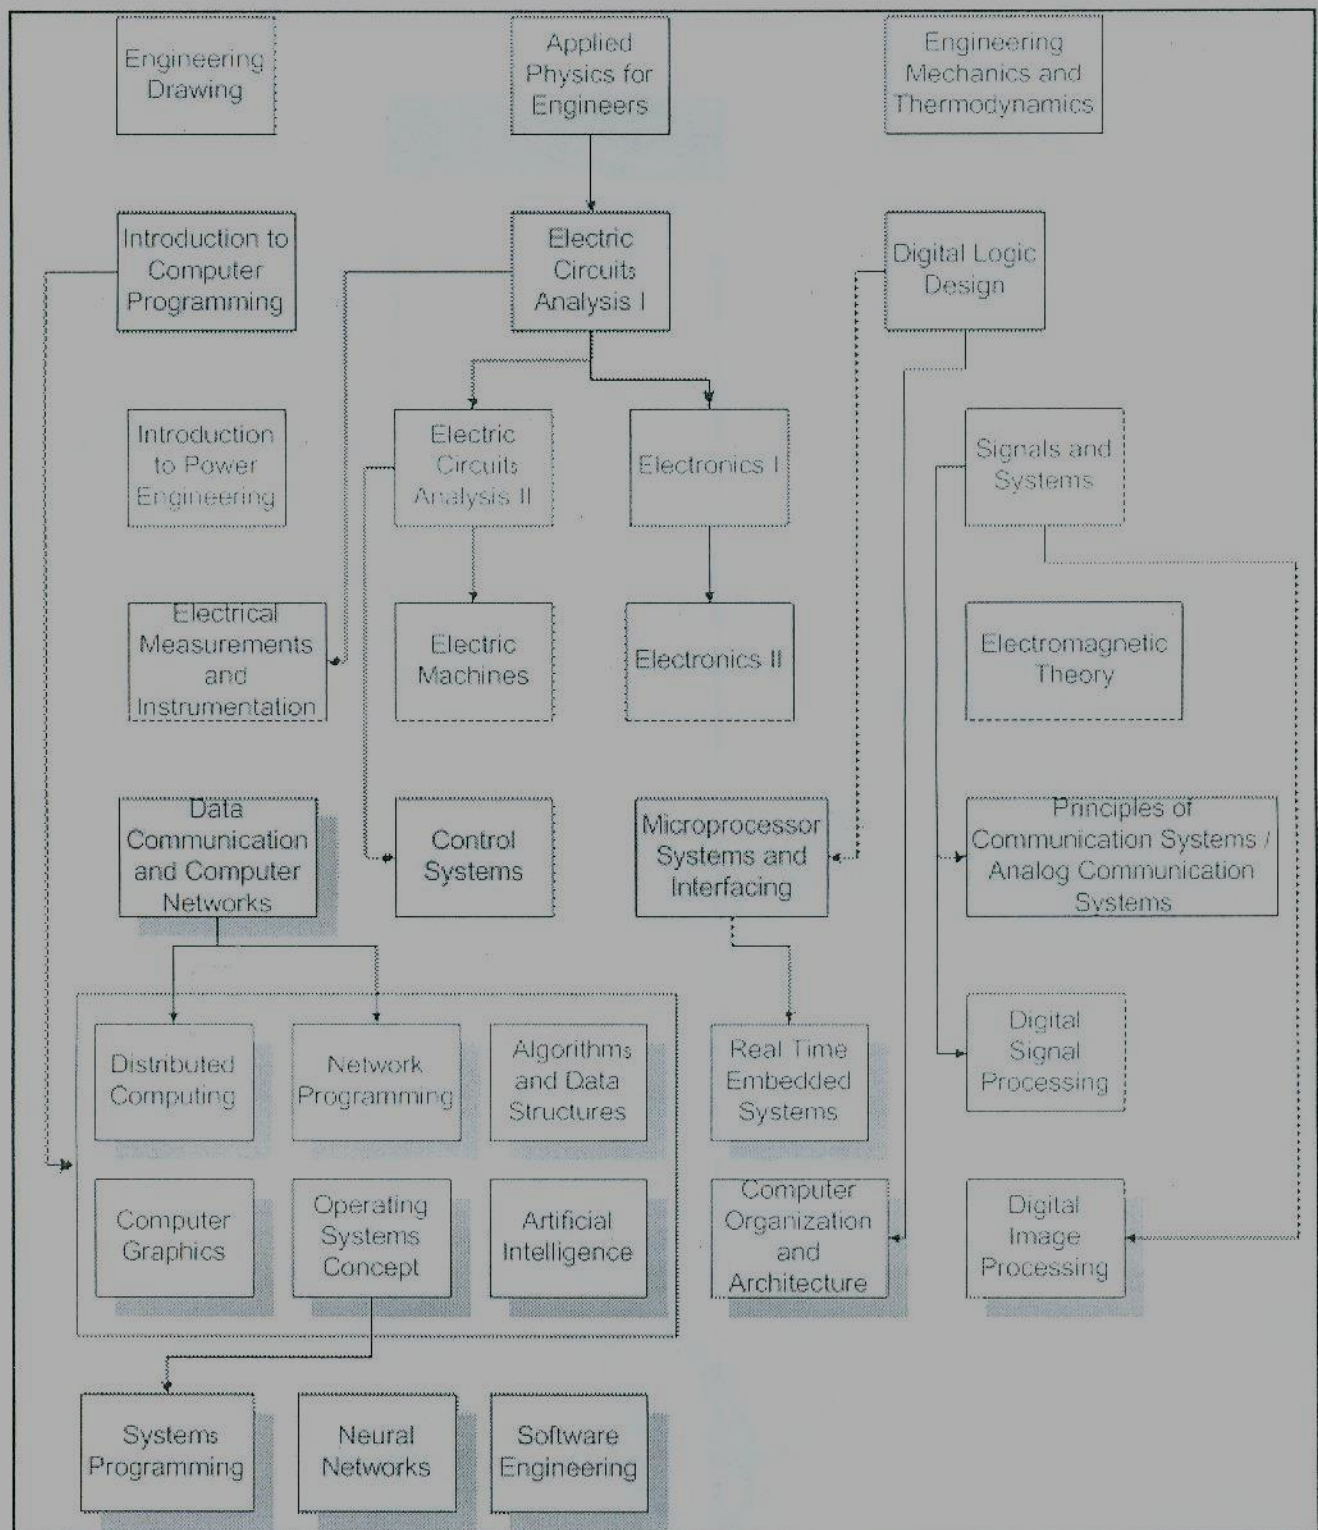 Engineering
Drawing
Applied
Physics for
Engineers
Engineering
Mechanics and
Thermodynamics
Introduction to
Computer
Programming
Electric
Circuits
Analysis I
Digital Logic
Design
Introduction
to Power
Engineering
Electric
Circuits
Analysis II
Electronics I
Signals and
Systems
Electrical
Measurements
and
Instrumentation
Electric
Machines
Electronics II
Electromagnetic
Theory
Data
Communication
and Computer
Networks
Control
Systems
Microprocessor
Systems and
Interfacing
Principles of
Communication Systems /
Analog Communication
Systems
Distributed
Computing
Network
Programming
Algorithms
and Data
Structures
Real Time
Embedded
Systems
Digital
Signal
Processing
Computer
Graphics
Operating
Systems
Concept
Artificial
Intelligence
Computer
Organization
and
Architecture
Digital
Image
Processing
Systems
Programming
Neural
Networks
Software
Engineering